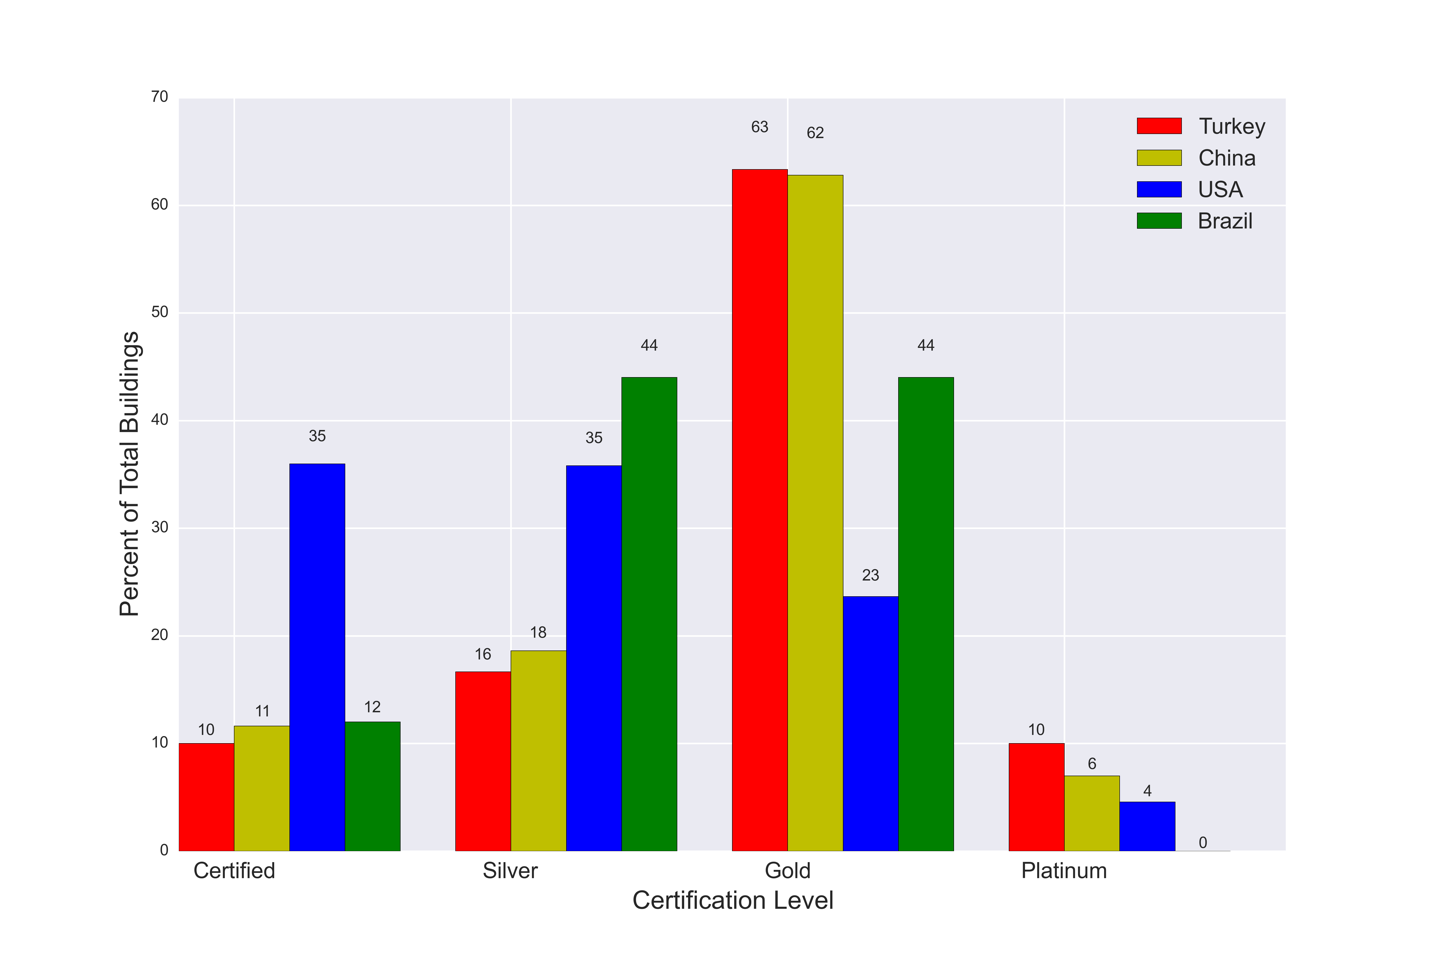 70
60
50
40
30
20
10
0
Percent of Total Buildings
63
62
44
44
35
35
23
16
18
10
11
12
10
6
4
0
Turkey
China
USA
Brazil
Certified
Silver
Gold
Platinum
Certification Level